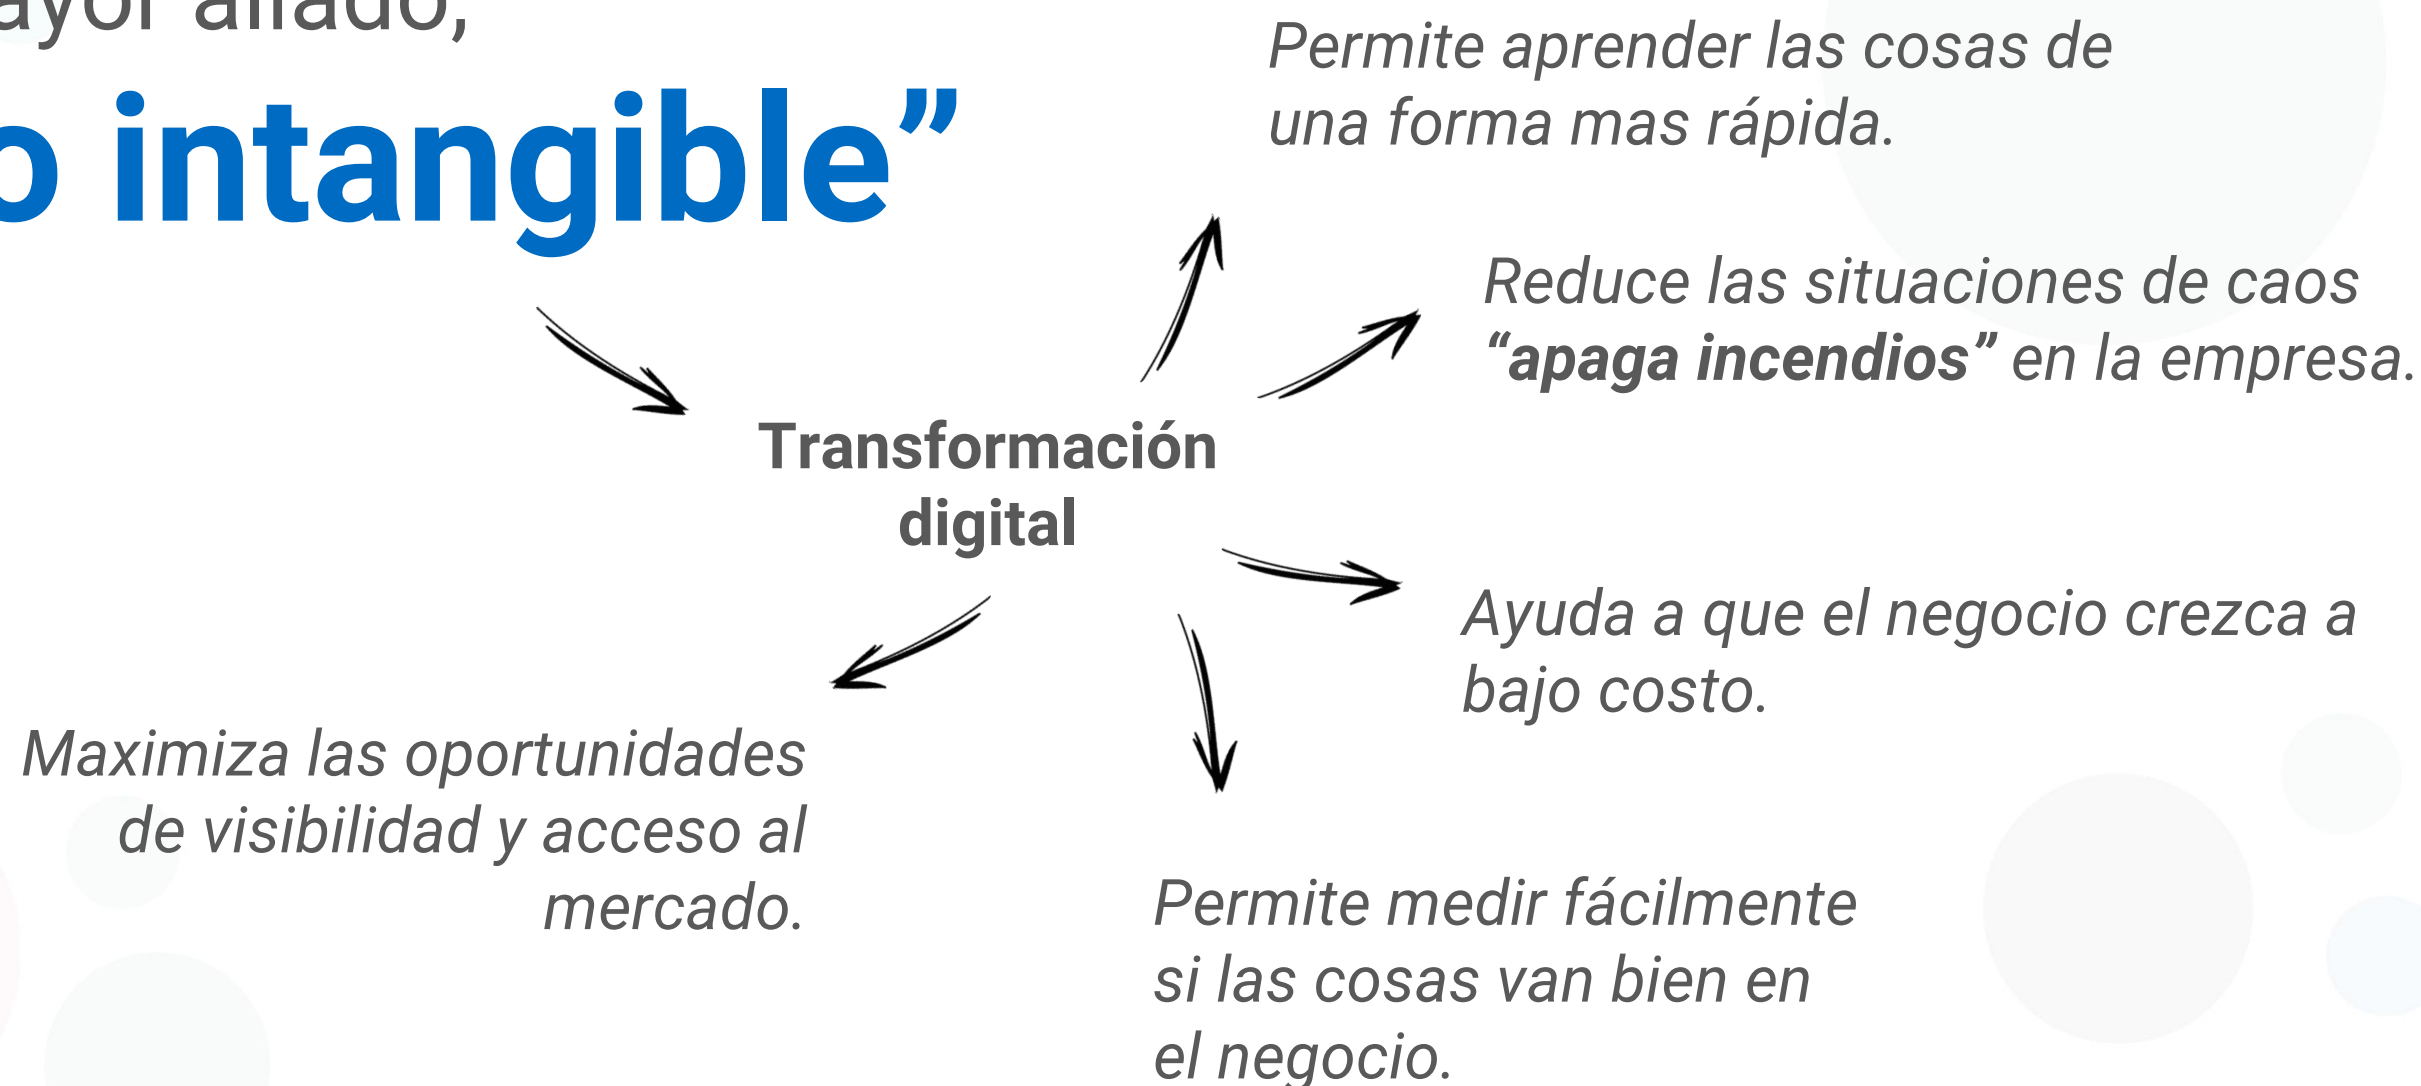 aliado,
intangible”
Permite aprender las cosas de
una forma mas rápida.
Reduce las situaciones de caos
“apaga incendios” en la empresa.
Transformación
digital
Ayuda a que el negocio crezca a
bajo costo.
Maximiza las oportunidades
de visibilidad y acceso al
mercado.
Permite medir fácilmente
si las cosas van bien en
el negocio.